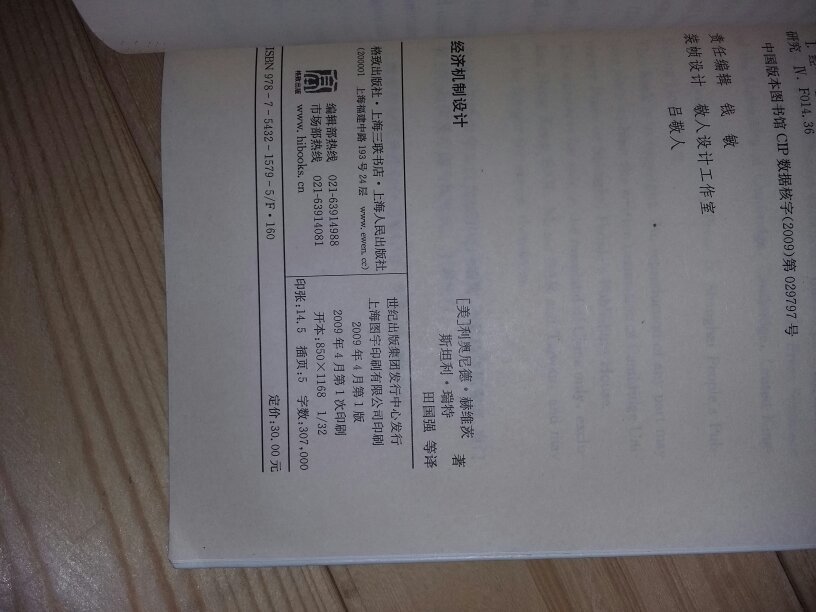 研究 Ⅳ. F014.36
中国版本图书馆 CIP 数据核字(2009)第 029797 号
责任编辑 钱 敏
装帧设计 敬人设计工作室
吕敬人
经济机制设计
[美]利奥尼德·赫维茨 著
斯坦利·瑞特
田国强 等译
格致出版社·上海三联书店·上海人民出版社
(200001 上海福建中路193号24层 www.ewen.cc)
格致出版
编辑部热线 021-63914988
市场部热线 021-63914081
www.hibooks.cn
世纪出版集团发行中心发行
上海图宇印刷有限公司印刷
2009年4月第1版
2009年4月第1次印刷
开本:850×1168 1/32
印张:14.5 插页:5 字数:307,000
ISBN 978-7-5432-1579-5/F·160
定价:30.00元